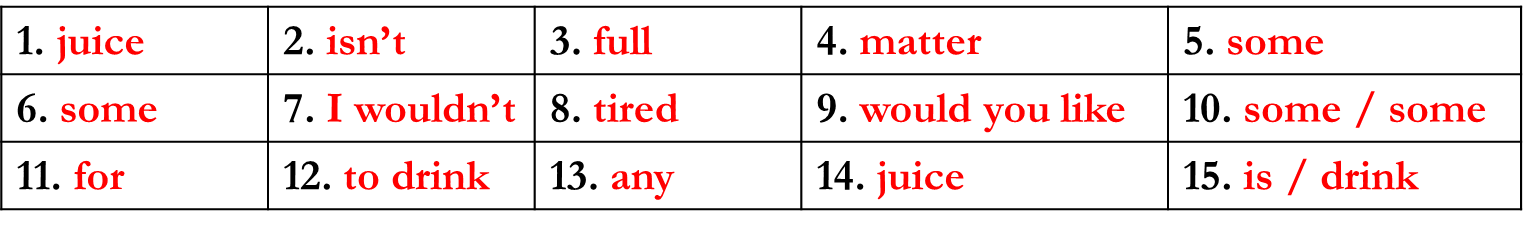 1. juice 2. isn’t 3. full 4. matter 5. some
6. some 7. I wouldn’t 8. tired 9. would you like 10. some / some
11. for 12. to drink 13. any 14. juice 15. is / drink